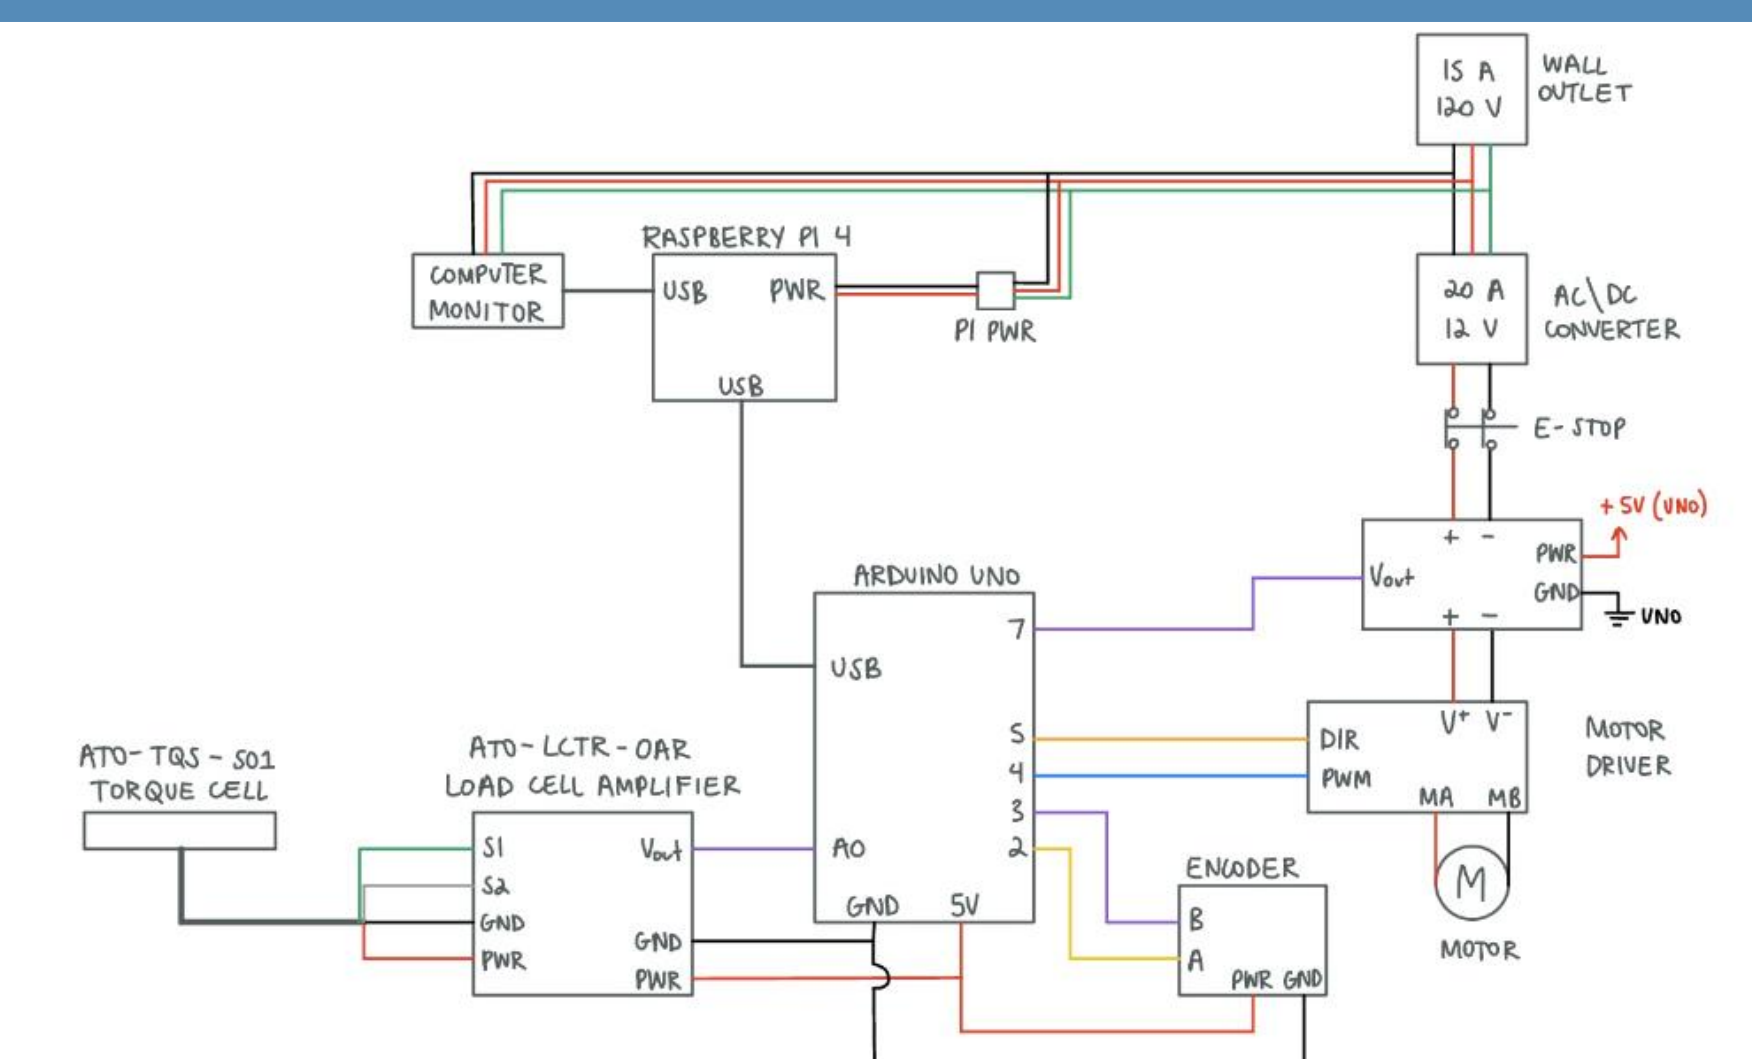 15 A
120 V
WALL
OUTLET
RASPBERRY PI 4
COMPUTER
MONITOR
USB
PWR
USB
PI PWR
20 A
12 V
AC\DC
CONVERTER
E-STOP
+ 5V (UNO)
+ -
PWR
Vout
GND
+ -
UNO
ARDUINO UNO
7
USB
5
4
3
2
A0
GND
5V
DIR
PWM
V+ V-
MA MB
MOTOR
DRIVER
M
MOTOR
ENCODER
B
A
PWR GND
ATO-TQS-S01
TORQUE CELL
ATO-LCTR-OAR
LOAD CELL AMPLIFIER
S1
S2
GND
PWR
Vout
GND
PWR